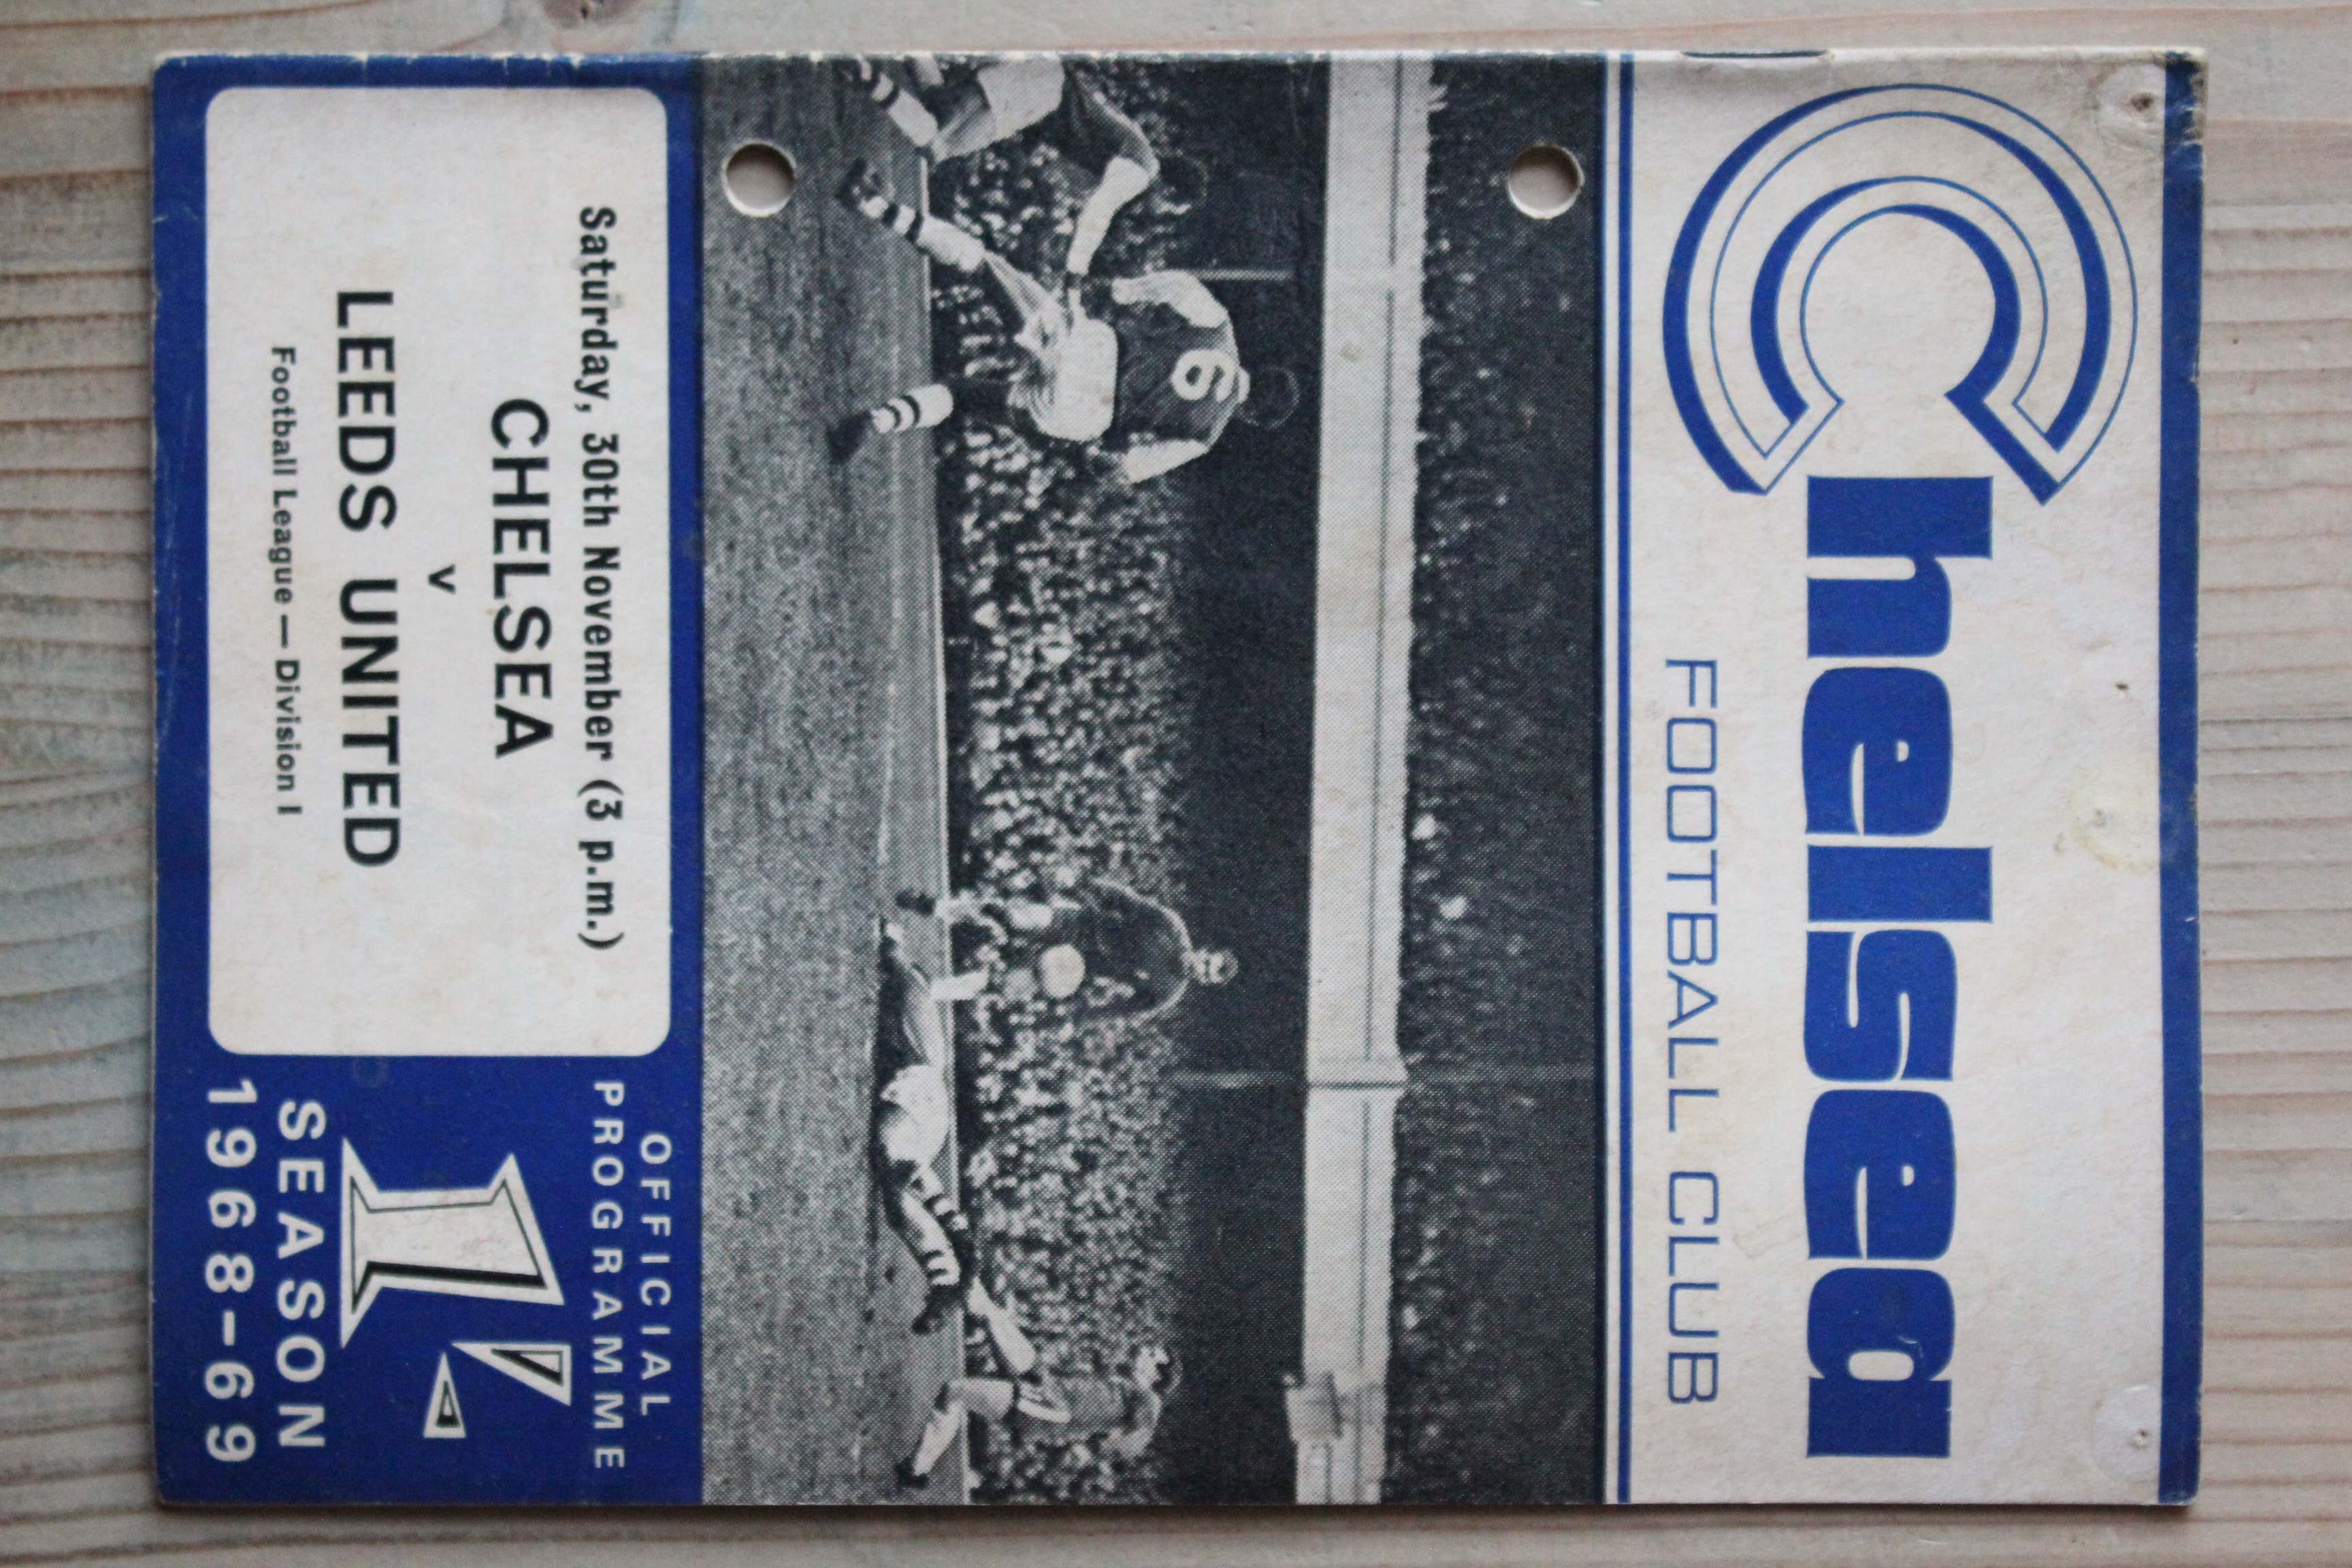 Chelsea
FOOTBALL CLUB
9
Saturday, 30th November (3 p.m.)
CHELSEA
v
LEEDS UNITED
Football League — Division I
OFFICIAL
PROGRAMME
1/-
SEASON
1968-69